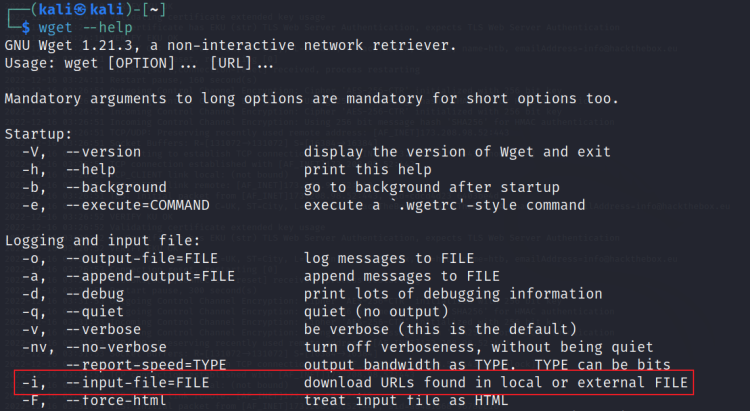 ┌──(kali㉿kali)-[~]
└─$ wget --help
GNU Wget 1.21.3, a non-interactive network retriever.
Usage: wget [OPTION]... [URL]...
Mandatory arguments to long options are mandatory for short options too.
Startup:
-V, --version display the version of Wget and exit
-h, --help print this help
-b, --background go to background after startup
-e, --execute=COMMAND execute a `.wgetrc'-style command
Logging and input file:
-o, --output-file=FILE log messages to FILE
-a, --append-output=FILE append messages to FILE
-d, --debug print lots of debugging information
-q, --quiet quiet (no output)
-v, --verbose be verbose (this is the default)
-nv, --no-verbose turn off verboseness, without being quiet
--report-speed=TYPE output bandwidth as TYPE. TYPE can be bits
-i, --input-file=FILE download URLs found in local or external FILE
-F, --force-html treat input file as HTML